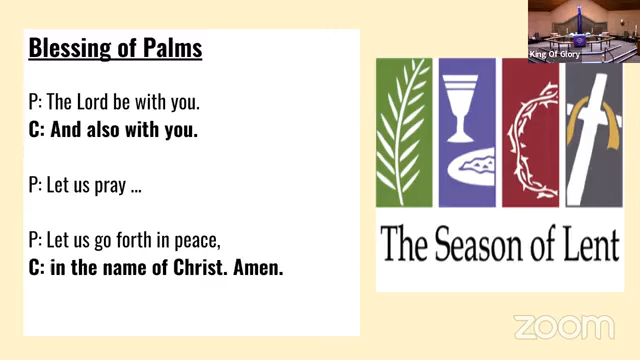 Blessing of Palms
P: The Lord be with you.
C: And also with you.
P: Let us pray ...
P: Let us go forth in peace,
C: in the name of Christ. Amen.
King Of Glory
The Season of Lent
zoom